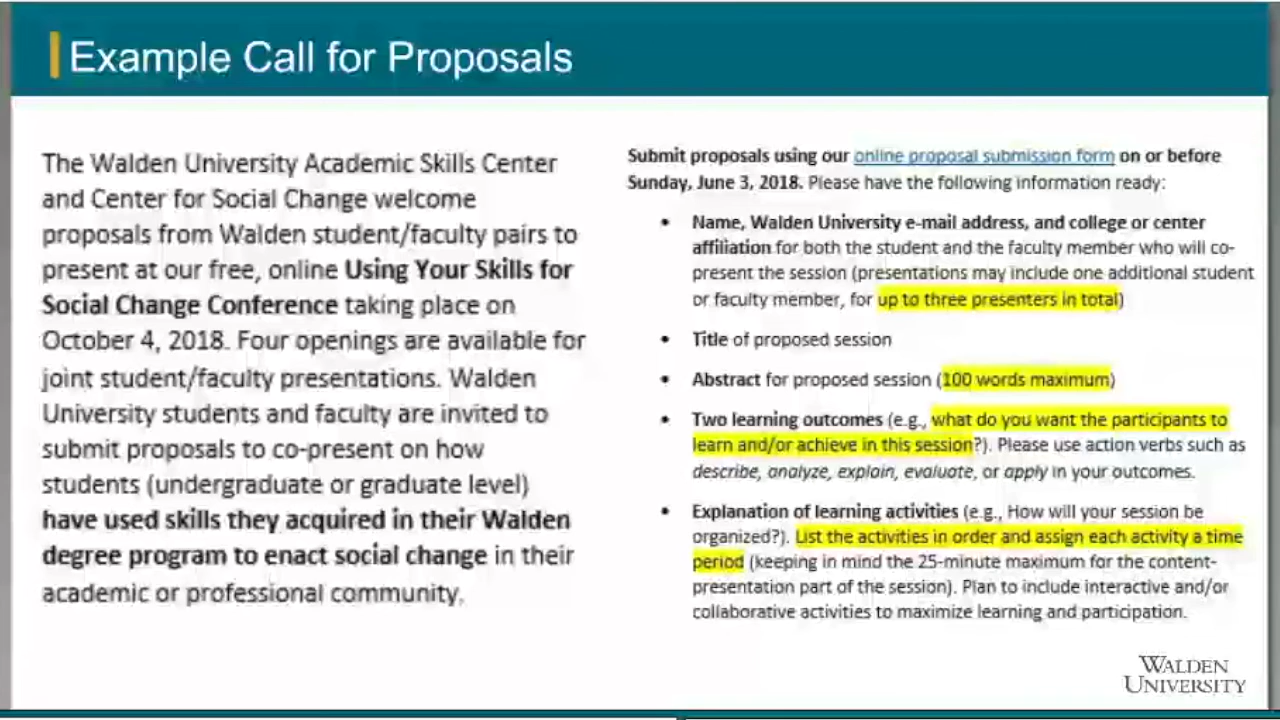 Example Call for Proposals
The Walden University Academic Skills Center
and Center for Social Change welcome
proposals from Walden student/faculty pairs to
present at our free, online Using Your Skills for
Social Change Conference taking place on
October 4, 2018. Four openings are available for
joint student/faculty presentations. Walden
University students and faculty are invited to
submit proposals to co-present on how
students (undergraduate or graduate level)
have used skills they acquired in their Walden
degree program to enact social change in their
academic or professional community.
Submit proposals using our online proposal submission form on or before
Sunday, June 3, 2018. Please have the following information ready:
• Name, Walden University e-mail address, and college or center
affiliation for both the student and the faculty member who will co-
present the session (presentations may include one additional student
or faculty member, for up to three presenters in total)
• Title of proposed session
• Abstract for proposed session (100 words maximum)
• Two learning outcomes (e.g., what do you want the participants to
learn and/or achieve in this session?). Please use action verbs such as
describe, analyze, explain, evaluate, or apply in your outcomes.
• Explanation of learning activities (e.g., How will your session be
organized?). List the activities in order and assign each activity a time
period (keeping in mind the 25-minute maximum for the content-
presentation part of the session). Plan to include interactive and/or
collaborative activities to maximize learning and participation.
WALDEN
UNIVERSITY